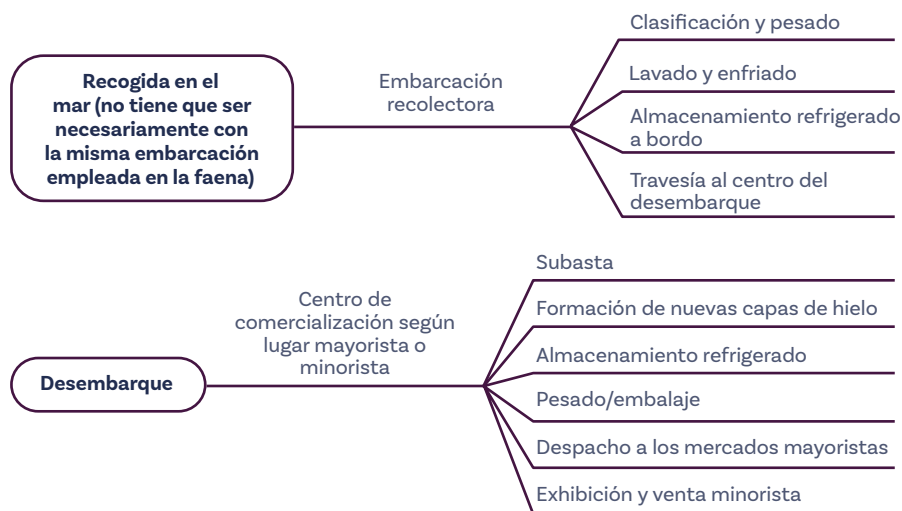 Recogida en el
mar (no tiene que ser
necesariamente con
la misma embarcación
empleada en la faena)
Embarcación
recolectora
Clasificación y pesado
Lavado y enfriado
Almacenamiento refrigerado
a bordo
Travesía al centro del
desembarque
Desembarque
Centro de
comercialización según
lugar mayorista o
minorista
Subasta
Formación de nuevas capas de hielo
Almacenamiento refrigerado
Pesado/embalaje
Despacho a los mercados mayoristas
Exhibición y venta minorista